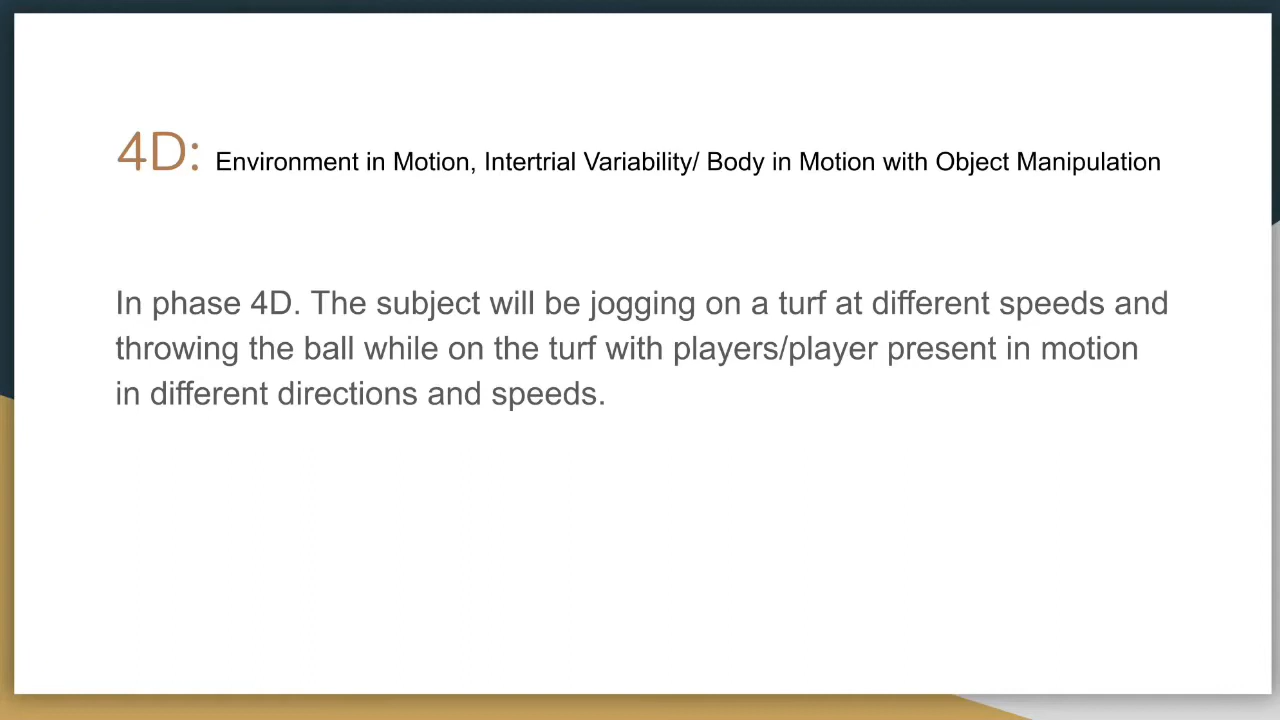 4D: Environment in Motion, Intertrial Variability/ Body in Motion with Object Manipulation
In phase 4D. The subject will be jogging on a turf at different speeds and
throwing the ball while on the turf with players/player present in motion
in different directions and speeds.